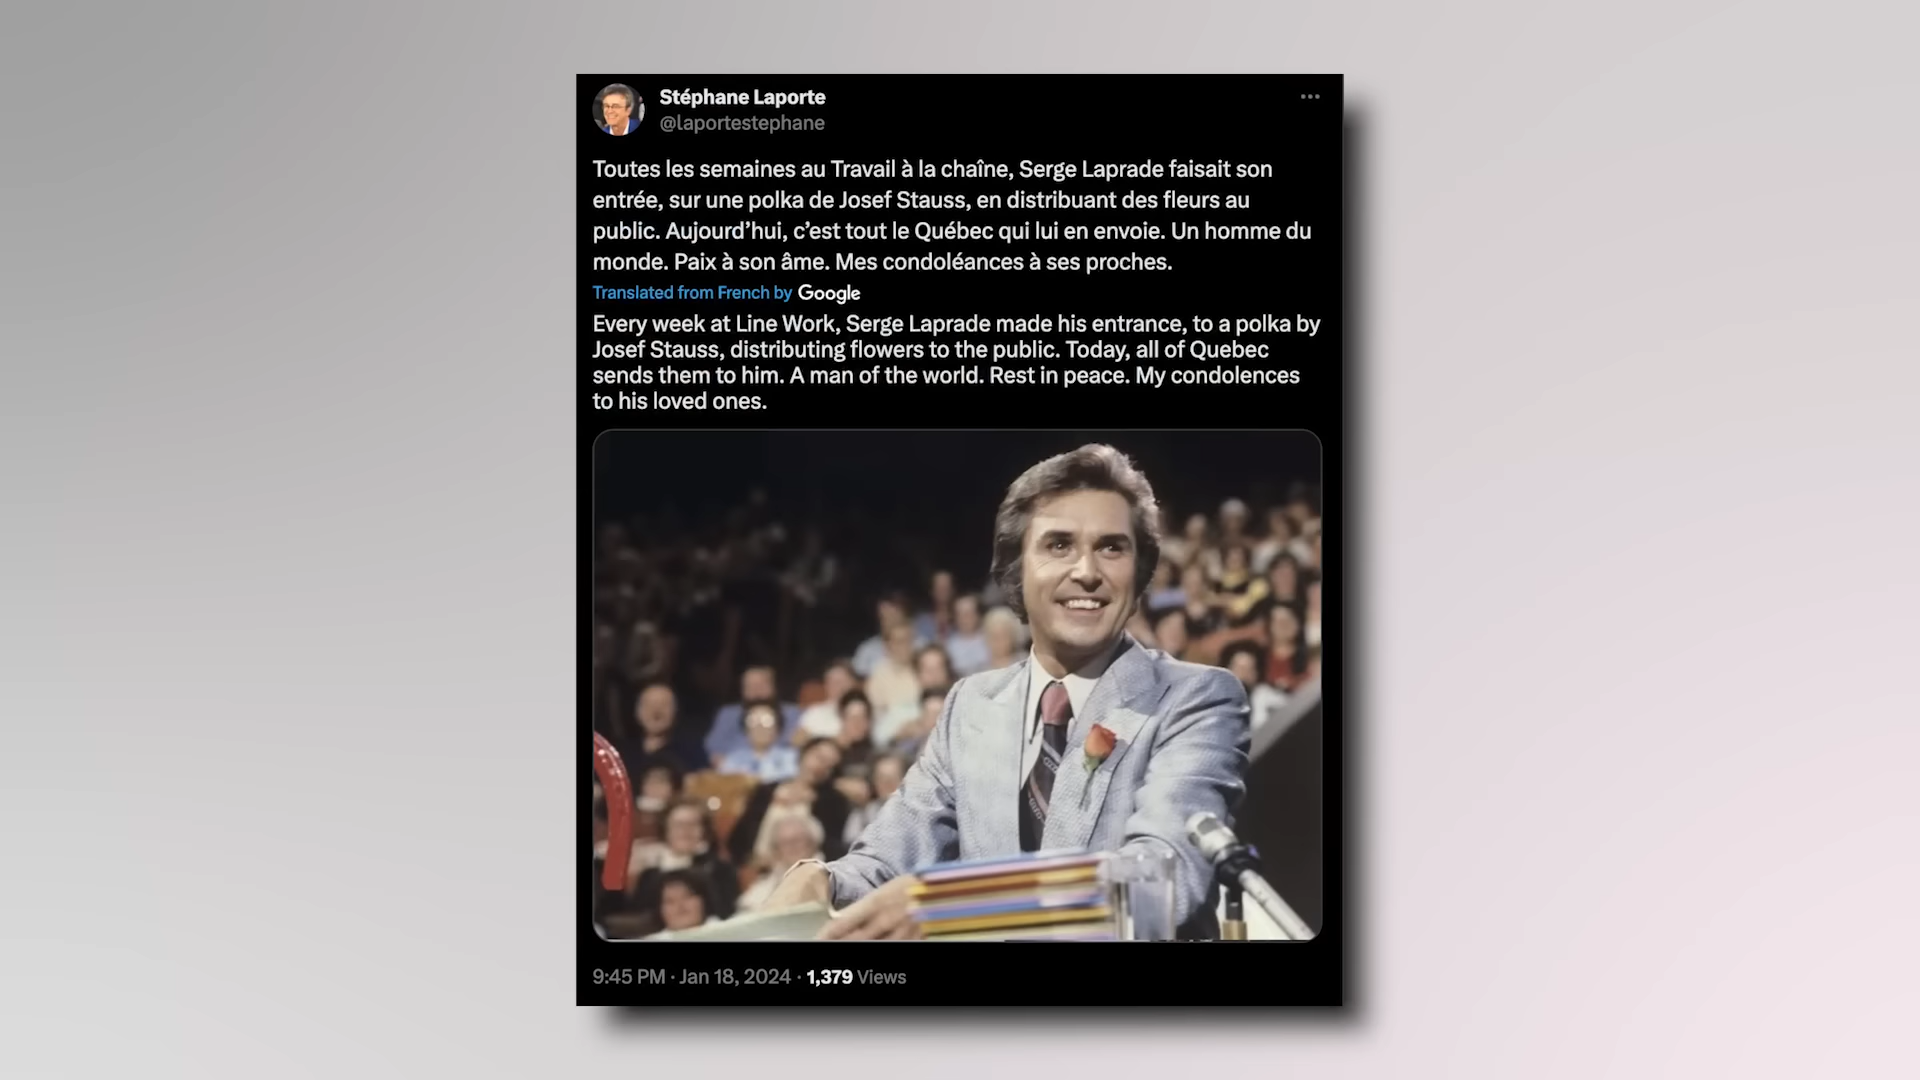 Stéphane Laporte
@laportestephane
Toutes les semaines au Travail à la chaîne, Serge Laprade faisait son
entrée, sur une polka de Josef Stauss, en distribuant des fleurs au
public. Aujourd’hui, c’est tout le Québec qui lui en envoie. Un homme du
monde. Paix à son âme. Mes condoléances à ses proches.
Translated from French by Google
Every week at Line Work, Serge Laprade made his entrance, to a polka by
Josef Stauss, distributing flowers to the public. Today, all of Quebec
sends them to him. A man of the world. Rest in peace. My condolences
to his loved ones.
9:45 PM · Jan 18, 2024 · 1,379 Views